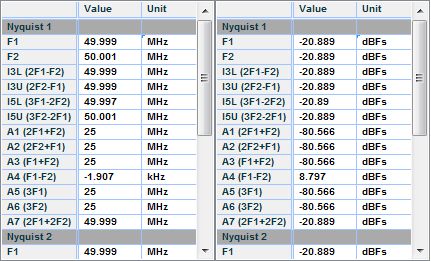 Value Unit
Nyquist 1
F1 49.999 MHz
F2 50.001 MHz
I3L (2F1-F2) 49.999 MHz
I3U (2F2-F1) 49.999 MHz
I5L (3F1-2F2) 49.997 MHz
I5U (3F2-2F1) 50.001 MHz
A1 (2F1+F2) 25 MHz
A2 (2F2+F1) 25 MHz
A3 (F1+F2) 25 MHz
A4 (F1-F2) -1.907 kHz
A5 (3F1) 25 MHz
A6 (3F2) 25 MHz
A7 (2F1+2F2) 49.999 MHz
Nyquist 2
F1 49.999 MHz
Value Unit
Nyquist 1
F1 -20.889 dBFs
F2 -20.889 dBFs
I3L (2F1-F2) -20.889 dBFs
I3U (2F2-F1) -20.889 dBFs
I5L (3F1-2F2) -20.89 dBFs
I5U (3F2-2F1) -20.889 dBFs
A1 (2F1+F2) -80.566 dBFs
A2 (2F2+F1) -80.566 dBFs
A3 (F1+F2) -80.566 dBFs
A4 (F1-F2) 8.797 dBFs
A5 (3F1) -80.566 dBFs
A6 (3F2) -80.566 dBFs
A7 (2F1+2F2) -20.889 dBFs
Nyquist 2
F1 -20.889 dBFs